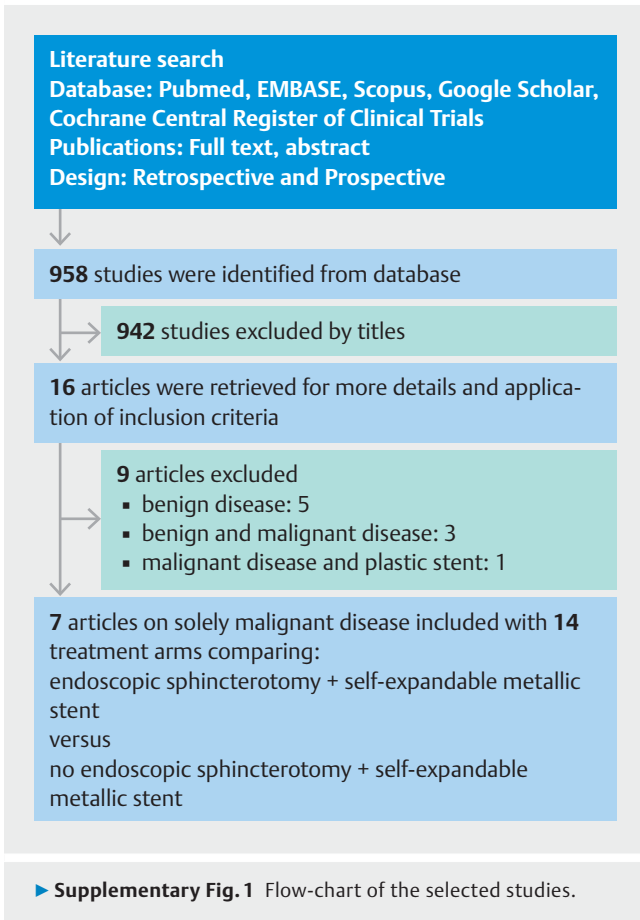 Literature search
Database: Pubmed, EMBASE, Scopus, Google Scholar,
Cochrane Central Register of Clinical Trials
Publications: Full text, abstract
Design: Retrospective and Prospective
958 studies were identified from database
942 studies excluded by titles
16 articles were retrieved for more details and applica-
tion of inclusion criteria
9 articles excluded
▪ benign disease: 5
▪ benign and malignant disease: 3
▪ malignant disease and plastic stent: 1
7 articles on solely malignant disease included with 14
treatment arms comparing:
endoscopic sphincterotomy + self-expandable metallic
stent
versus
no endoscopic sphincterotomy + self-expandable
metallic stent
▶ Supplementary Fig. 1 Flow-chart of the selected studies.